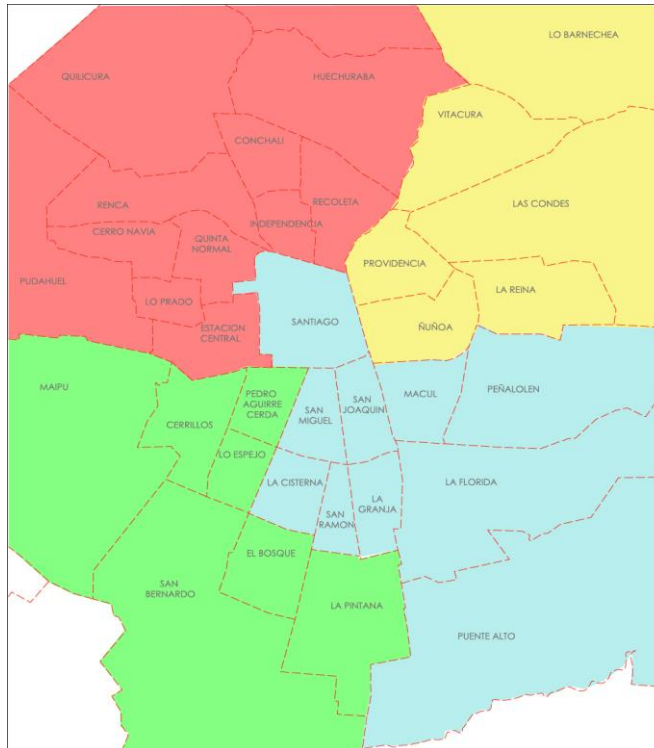 LO BARNECHEA
QUILICURA
HUECHURABA
VITACURA
CONCHALI
RENCA
RECOLETA
LAS CONDES
INDEPENDENCIA
CERRO NAVIA
QUINTA
NORMAL
PROVIDENCIA
PUDAHUEL
LA REINA
LO PRADO
SANTIAGO
ÑUÑOA
ESTACION
CENTRAL
MAIPU
PEDRO
AGUIRRE
CERDA
SAN
MIGUEL
SAN
JOAQUIN
MACUL
PEÑALOLEN
CERRILLOS
LO ESPEJO
LA CISTERNA
SAN
RAMON
LA
GRANJA
LA FLORIDA
EL BOSQUE
SAN
BERNARDO
LA PINTANA
PUENTE ALTO